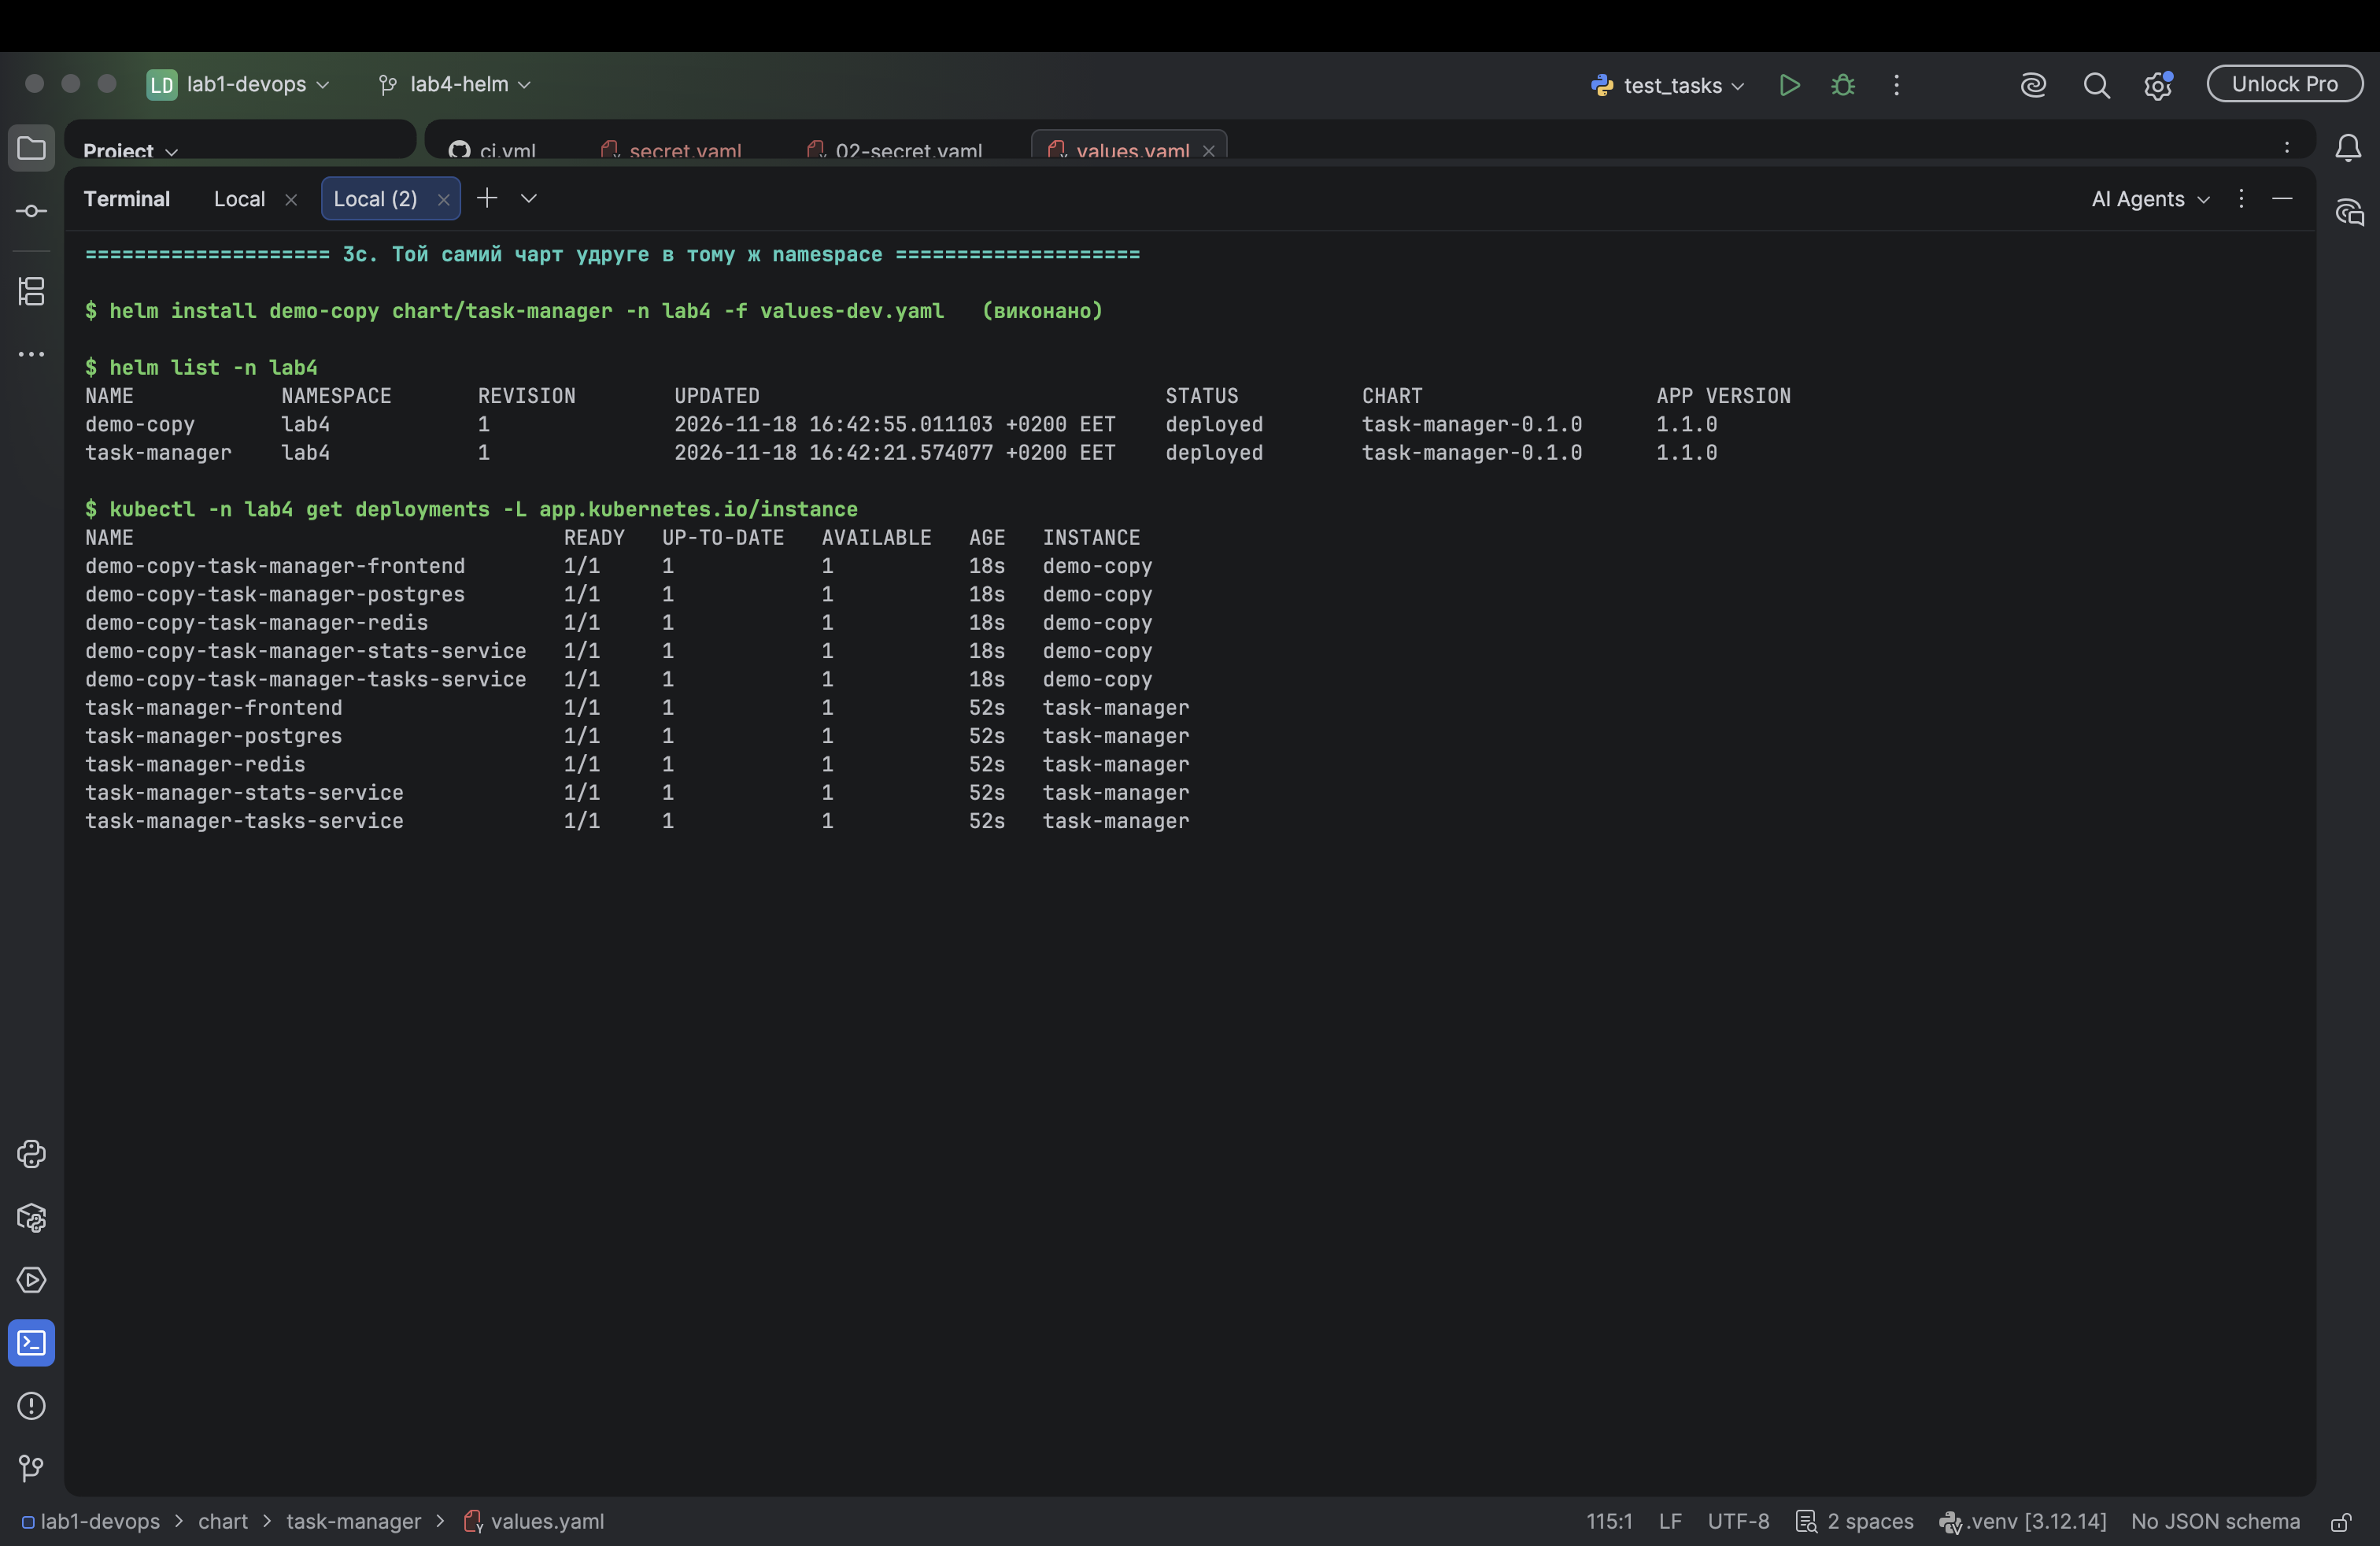 LD lab1-devops lab4-helm test_tasks Unlock Pro
Project ci.yml secret.yaml 02-secret.yaml values.yaml
Terminal Local Local (2) AI Agents
==================== 3c. Той самий чарт удруге в тому ж namespace ====================
$ helm install demo-copy chart/task-manager -n lab4 -f values-dev.yaml (виконано)
$ helm list -n lab4
NAME NAMESPACE REVISION UPDATED STATUS CHART APP VERSION
demo-copy lab4 1 2026-11-18 16:42:55.011103 +0200 EET deployed task-manager-0.1.0 1.1.0
task-manager lab4 1 2026-11-18 16:42:21.574077 +0200 EET deployed task-manager-0.1.0 1.1.0
$ kubectl -n lab4 get deployments -L app.kubernetes.io/instance
NAME READY UP-TO-DATE AVAILABLE AGE INSTANCE
demo-copy-task-manager-frontend 1/1 1 1 18s demo-copy
demo-copy-task-manager-postgres 1/1 1 1 18s demo-copy
demo-copy-task-manager-redis 1/1 1 1 18s demo-copy
demo-copy-task-manager-stats-service 1/1 1 1 18s demo-copy
demo-copy-task-manager-tasks-service 1/1 1 1 18s demo-copy
task-manager-frontend 1/1 1 1 52s task-manager
task-manager-postgres 1/1 1 1 52s task-manager
task-manager-redis 1/1 1 1 52s task-manager
task-manager-stats-service 1/1 1 1 52s task-manager
task-manager-tasks-service 1/1 1 1 52s task-manager
lab1-devops > chart > task-manager > values.yaml 115:1 LF UTF-8 2 spaces .venv [3.12.14] No JSON schema